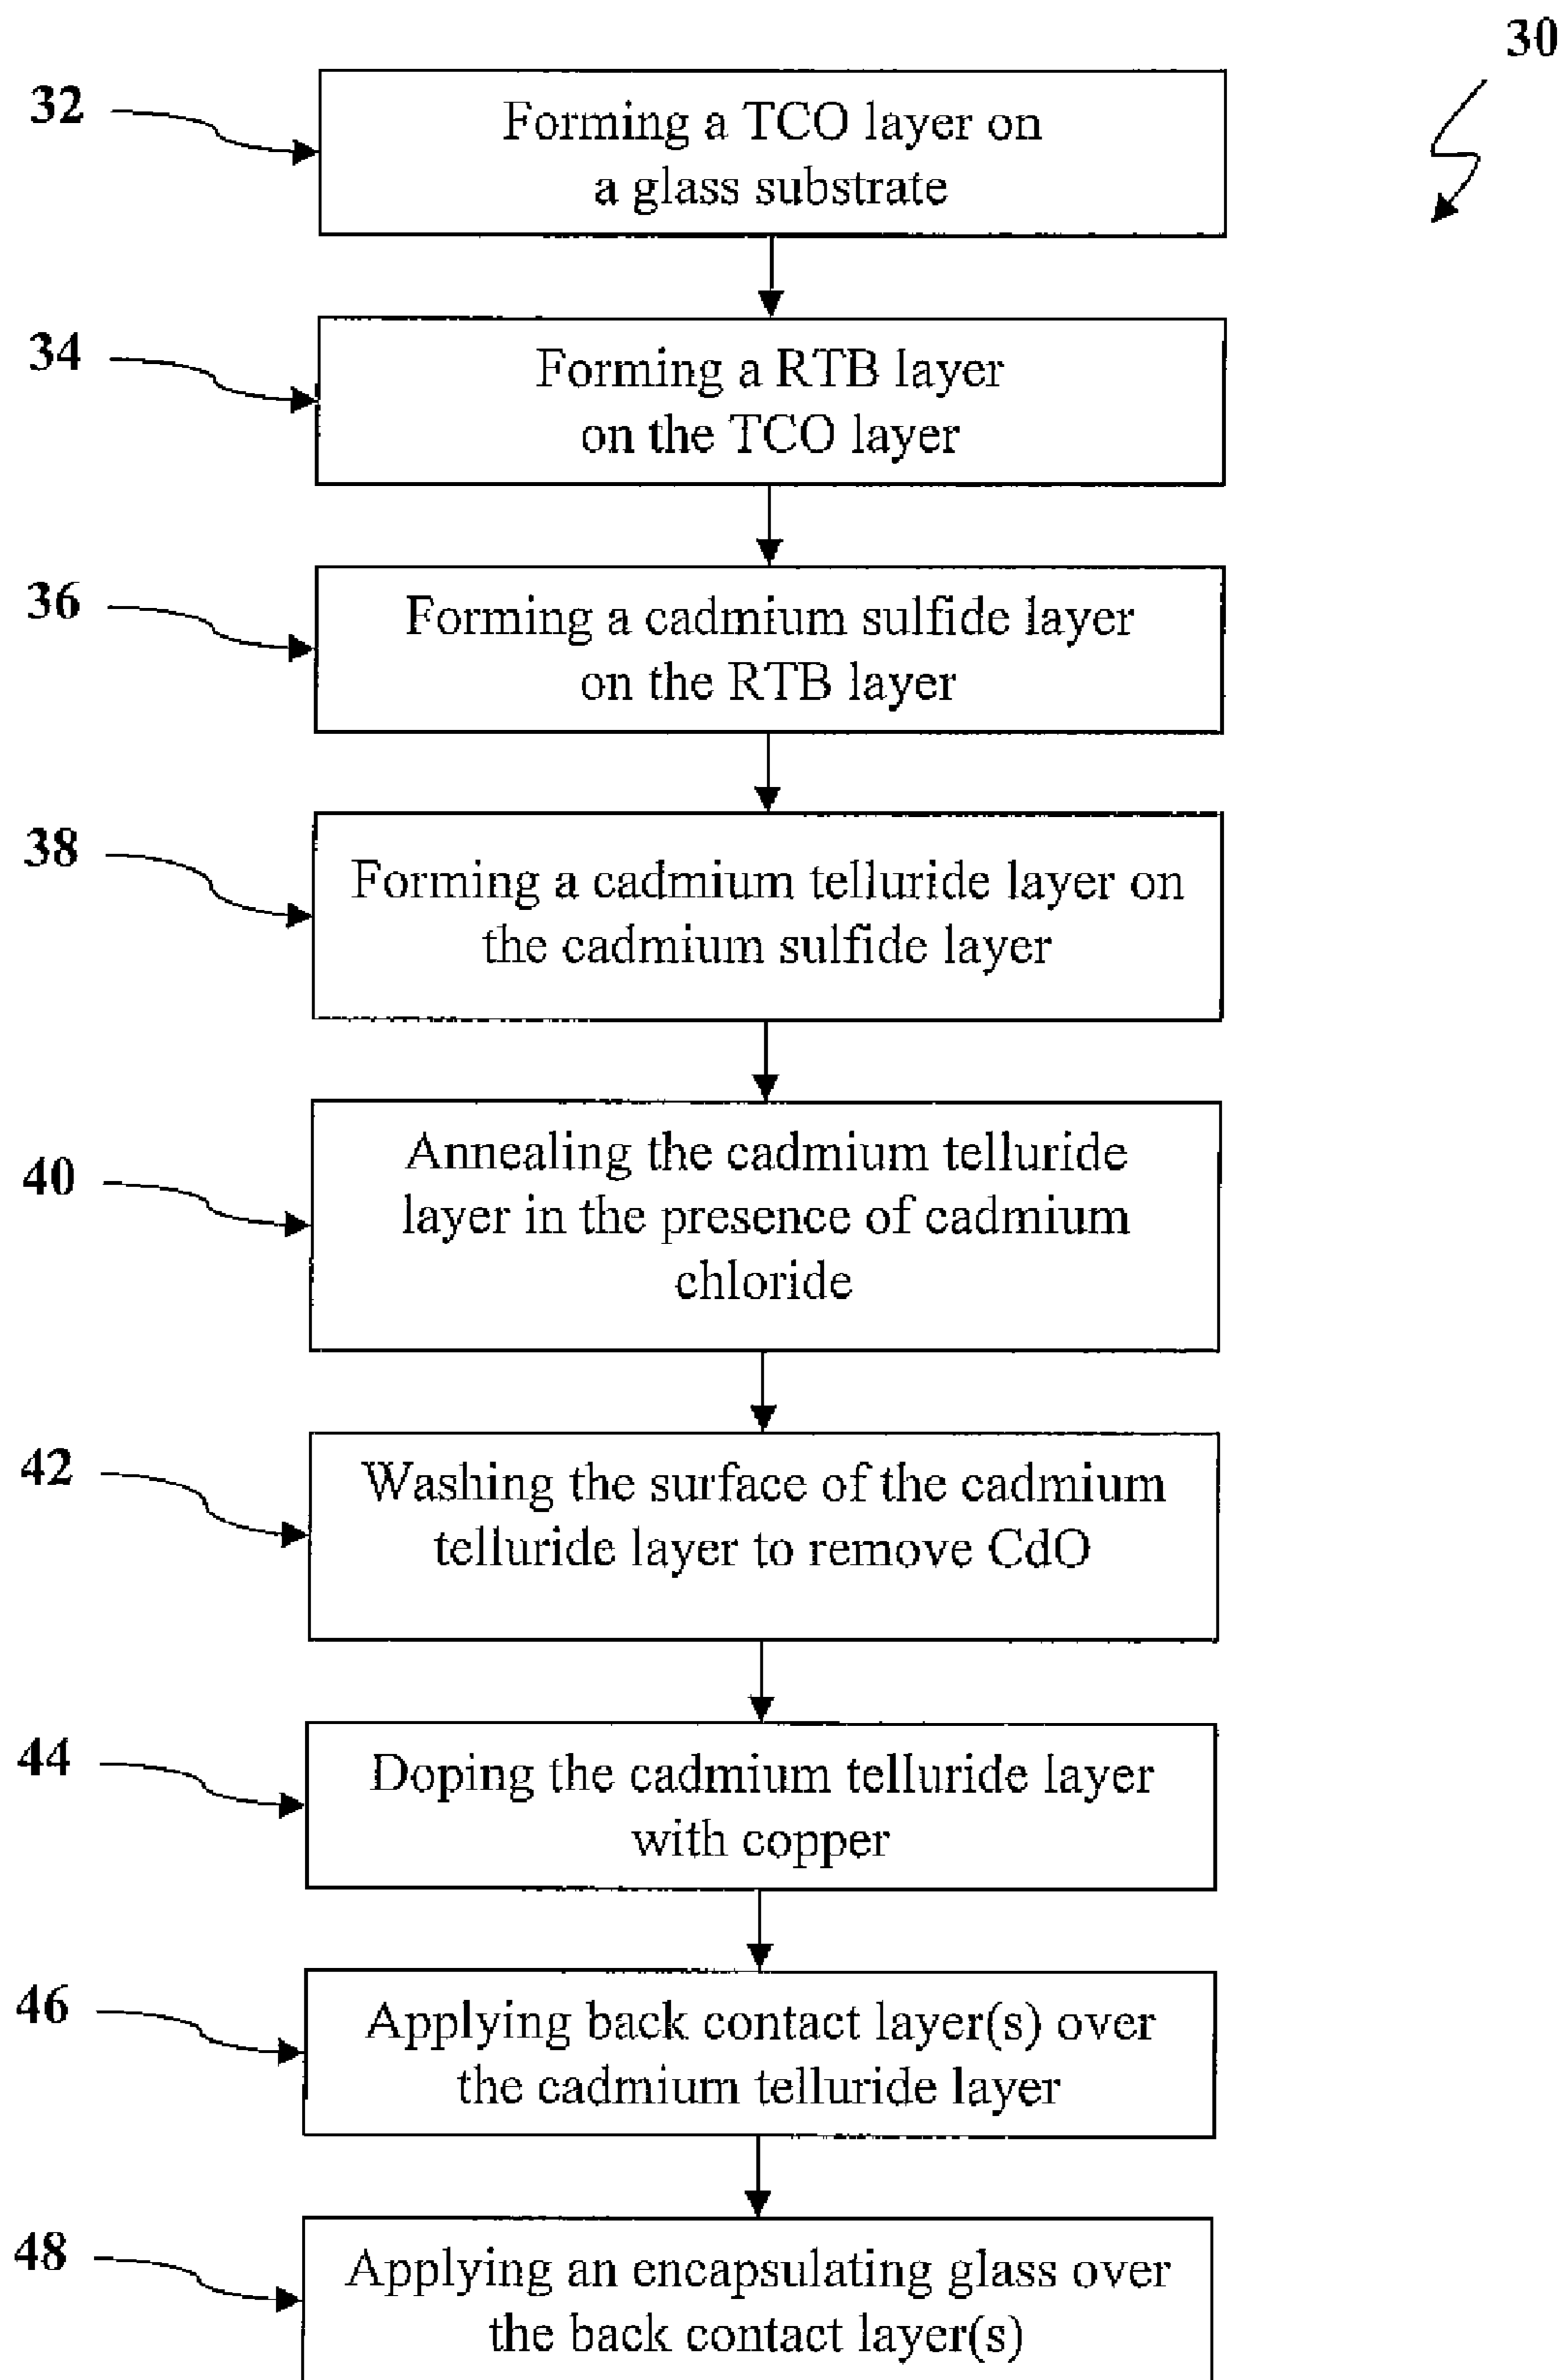 30
32
Forming a TCO layer on
a glass substrate
34
Forming a RTB layer
on the TCO layer
36
Forming a cadmium sulfide layer
on the RTB layer
38
Forming a cadmium telluride layer on
the cadmium sulfide layer
40
Annealing the cadmium telluride
layer in the presence of cadmium
chloride
42
Washing the surface of the cadmium
telluride layer to remove CdO
44
Doping the cadmium telluride layer
with copper
46
Applying back contact layer(s) over
the cadmium telluride layer
48
Applying an encapsulating glass over
the back contact layer(s)